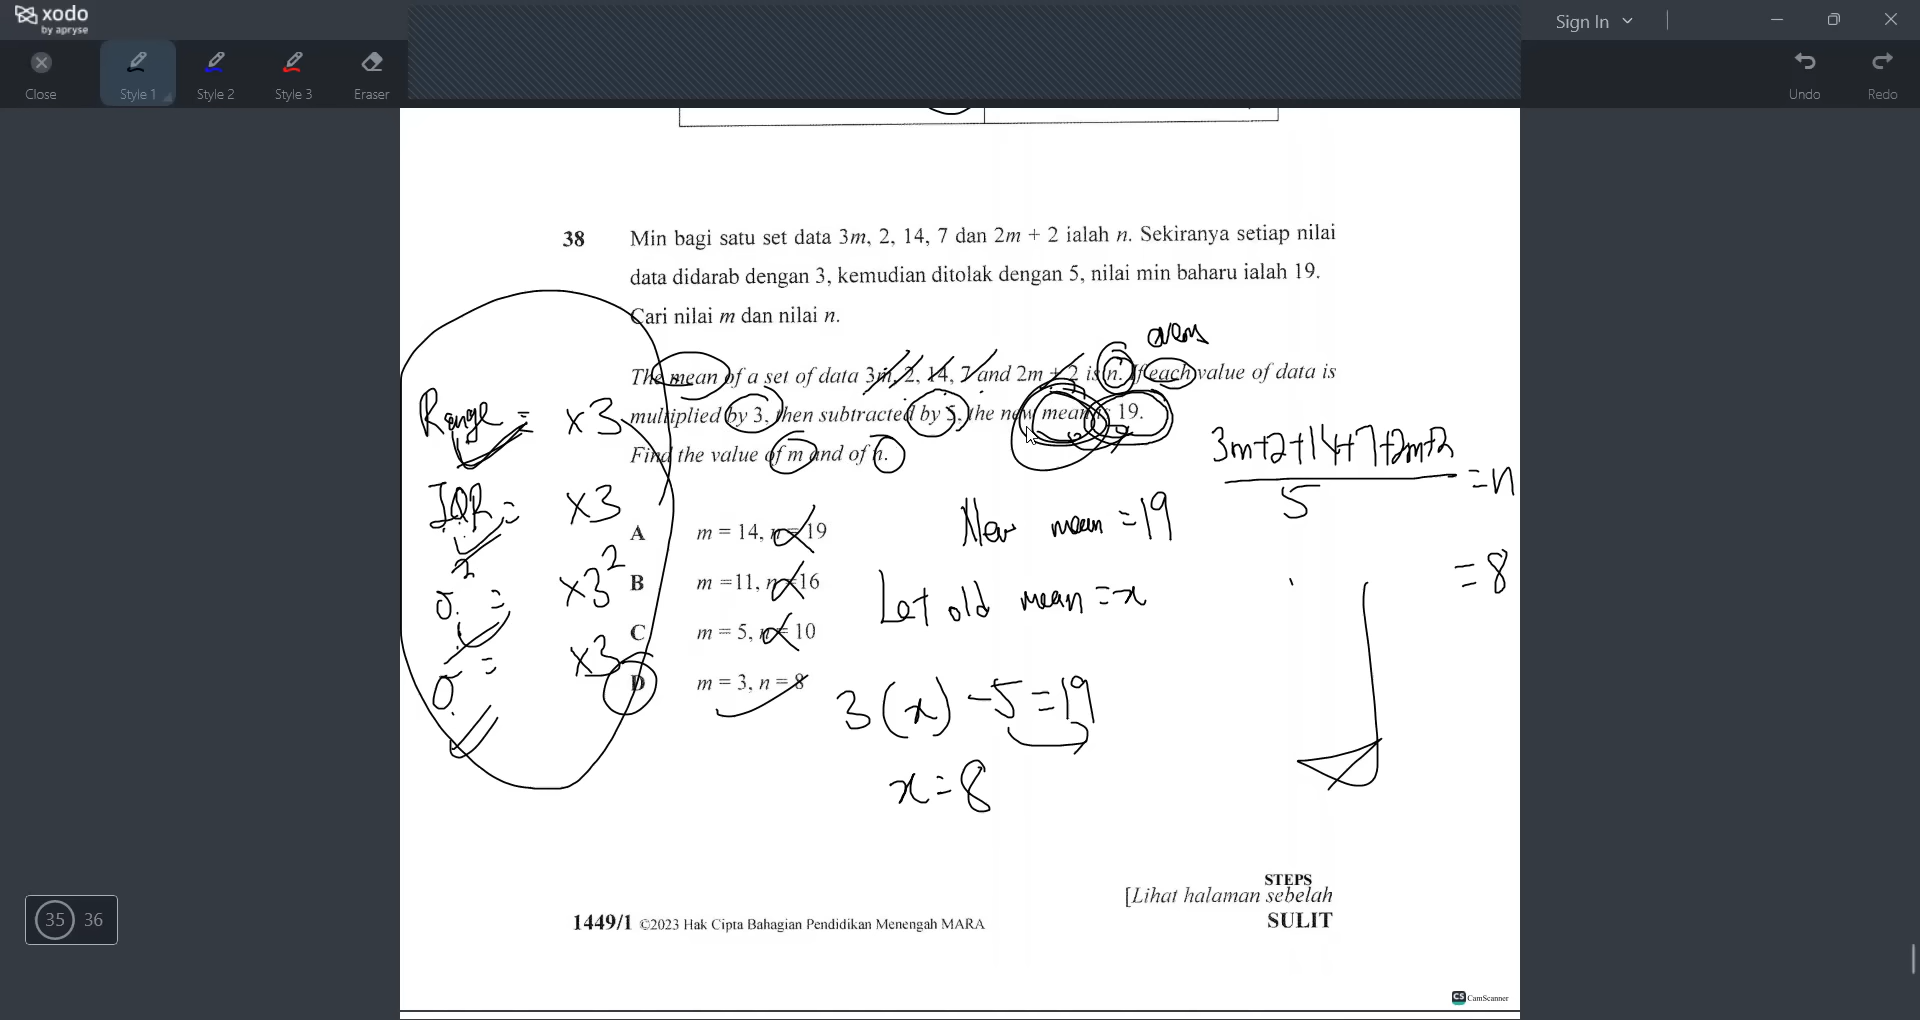 xodo
by apryse
Sign In
Close
Style 1
Style 2
Style 3
Eraser
Undo
Redo
38 Min bagi satu set data 3m, 2, 14, 7 dan 2m + 2 ialah n. Sekiranya setiap nilai
data didarab dengan 3, kemudian ditolak dengan 5, nilai min baharu ialah 19.
Cari nilai m dan nilai n.
The mean of a set of data 3m, 2, 14, 7 and 2m + 2 is n. If each value of data is
multiplied by 3, then subtracted by 5, the new mean is 19.
Find the value of m and of n.
A m = 14, n = 19
B m =11, n =16
C m = 5, n = 10
D m = 3, n = 8
Range = ×3
IQR = ×3
σ² = ×3²
σ = ×3
3m+2+14+7+2m+2
5
=n
=8
New mean =19
Let old mean =x
3(x) -5=19
x=8
STEPS
[Lihat halaman sebelah
SULIT
1449/1 ©2023 Hak Cipta Bahagian Pendidikan Menengah MARA
35 36
CS CamScanner